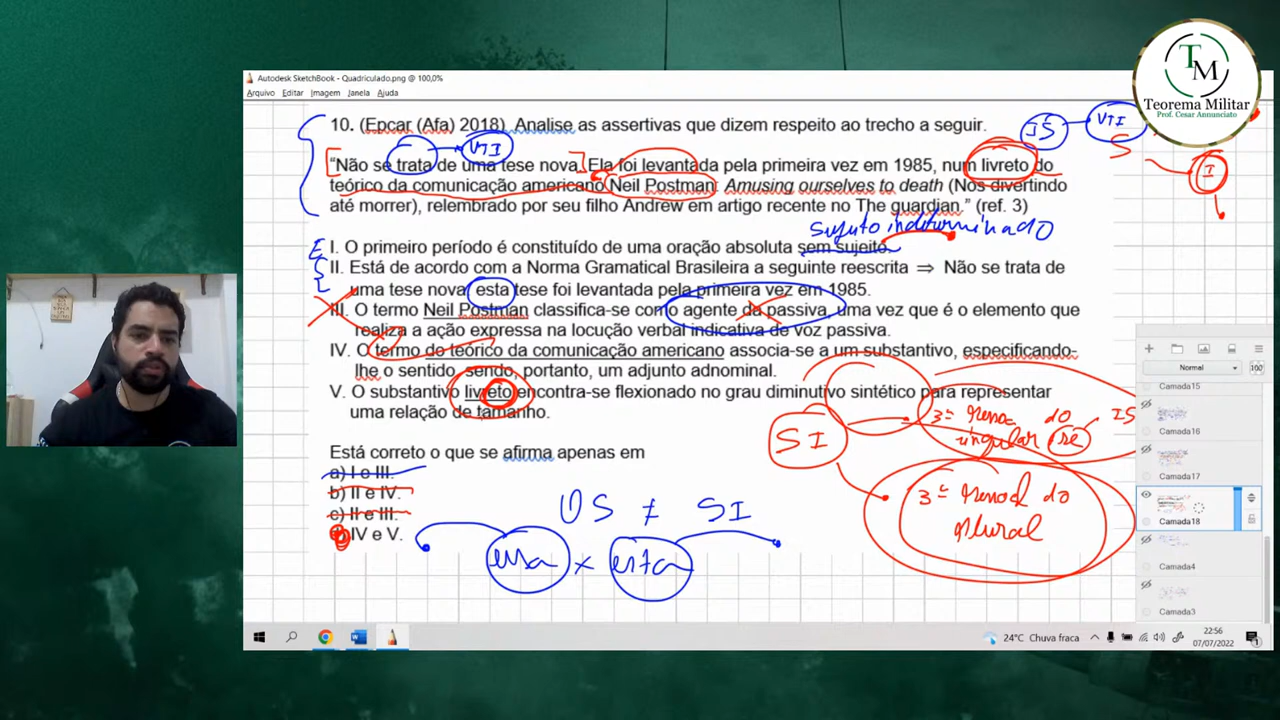 Autodesk SketchBook - Quadriculado.png @ 100,0%
Arquivo Editar Imagem Janela Ajuda
TM
Teorema Militar
Prof. Cesar Annunciato
10. (Epcar (Afa) 2018) Analise as assertivas que dizem respeito ao trecho a seguir.
IS VTI
S
VTI
I
“Não se trata de uma tese nova. Ela foi levantada pela primeira vez em 1985, num livreto do
teórico da comunicação americano Neil Postman: Amusing ourselves to death (Nos divertindo
até morrer), relembrado por seu filho Andrew em artigo recente no The guardian.” (ref. 3)
sujeito indeterminado
I. O primeiro período é constituído de uma oração absoluta sem sujeito.
II. Está de acordo com a Norma Gramatical Brasileira a seguinte reescrita ⇒ Não se trata de
uma tese nova, esta tese foi levantada pela primeira vez em 1985.
III. O termo Neil Postman classifica-se como agente da passiva, uma vez que é o elemento que
realiza a ação expressa na locução verbal indicativa de voz passiva.
IV. O termo do teórico da comunicação americano associa-se a um substantivo, especificando-
lhe o sentido, sendo, portanto, um adjunto adnominal.
V. O substantivo livreto encontra-se flexionado no grau diminutivo sintético para representar
uma relação de tamanho.
SI
3ª do IS
singular se
3ª do
plural
Está correto o que se afirma apenas em
a) I e III.
b) II e IV.
c) II e III.
IV e V.
OS ≠ SI
essa x esta
Normal
100
Camada15
Camada16
Camada17
Camada18
Camada4
Camada3
24°C Chuva fraca
22:56
07/07/2022